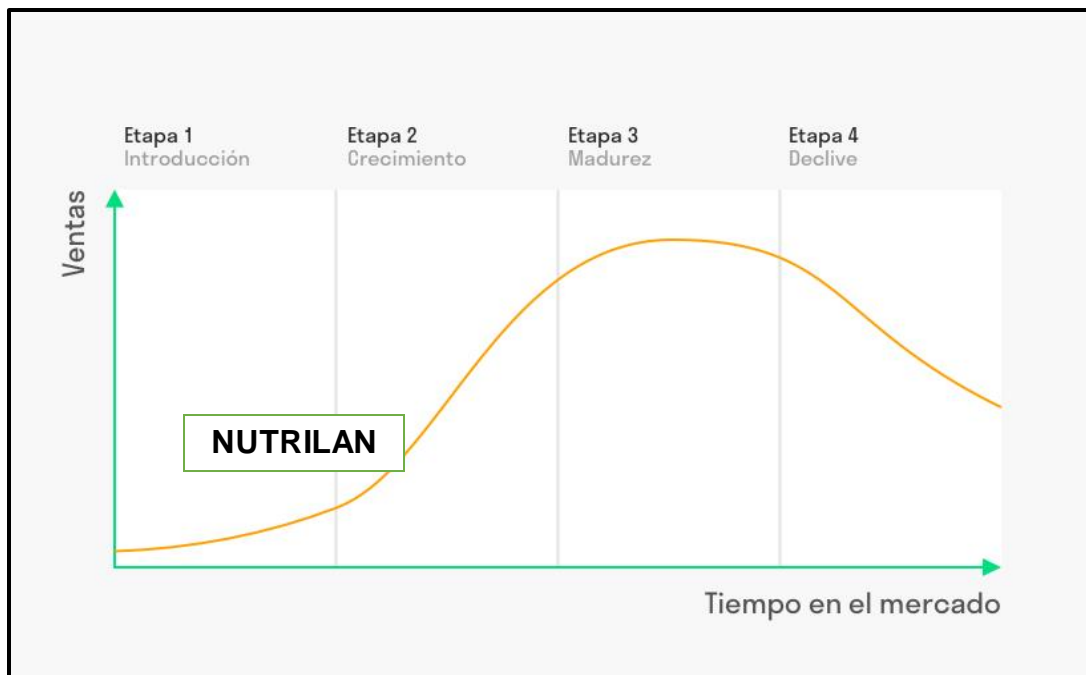 Etapa 1
Introducción
Etapa 2
Crecimiento
Etapa 3
Madurez
Etapa 4
Declive
Ventas
NUTRILAN
Tiempo en el mercado